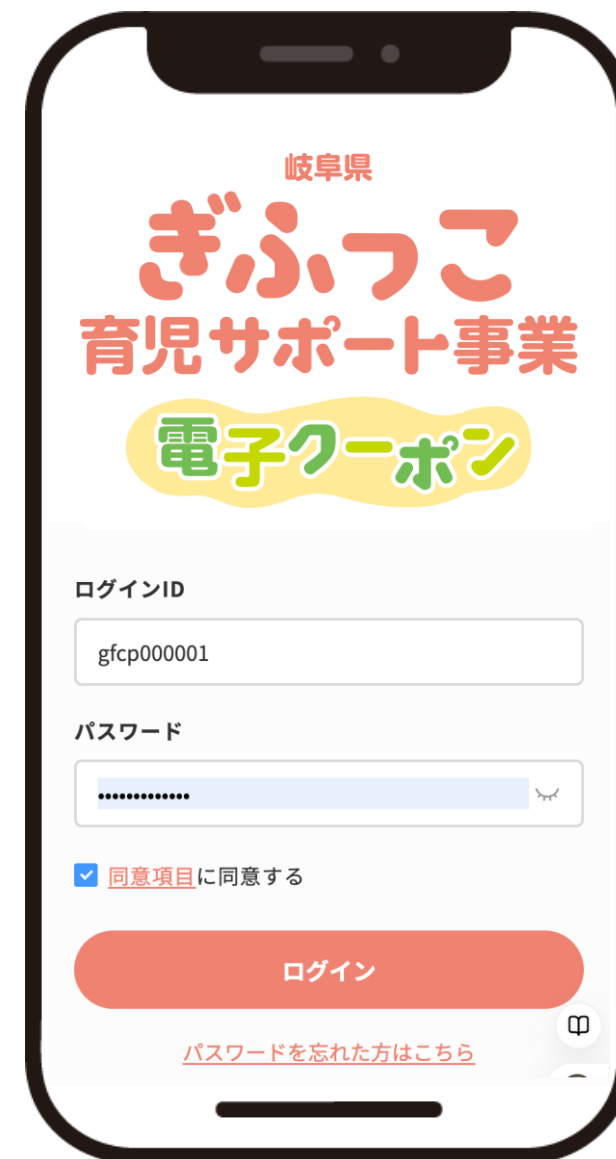 岐阜県
ぎふっこ
育児サポート事業
電子クーポン
ログインID
gfcp000001
パスワード
•••••••••••••
同意項目に同意する
ログイン
パスワードを忘れた方はこちら